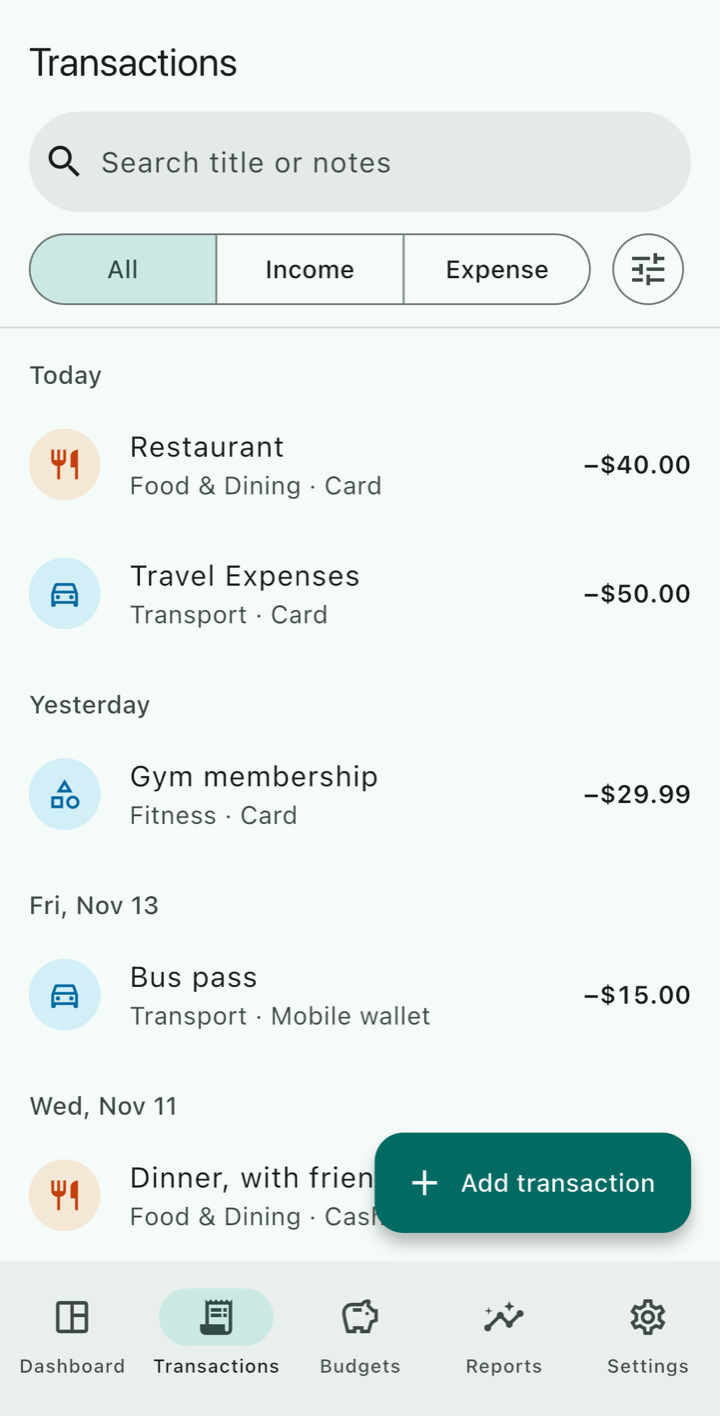 Transactions
Search title or notes
All
Income
Expense
Today
Restaurant
–$40.00
Food & Dining · Card
Travel Expenses
–$50.00
Transport · Card
Yesterday
Gym membership
–$29.99
Fitness · Card
Fri, Nov 13
Bus pass
–$15.00
Transport · Mobile wallet
Wed, Nov 11
Dinner, with
Food & Dining ·
Add transaction
Dashboard
Transactions
Budgets
Reports
Settings